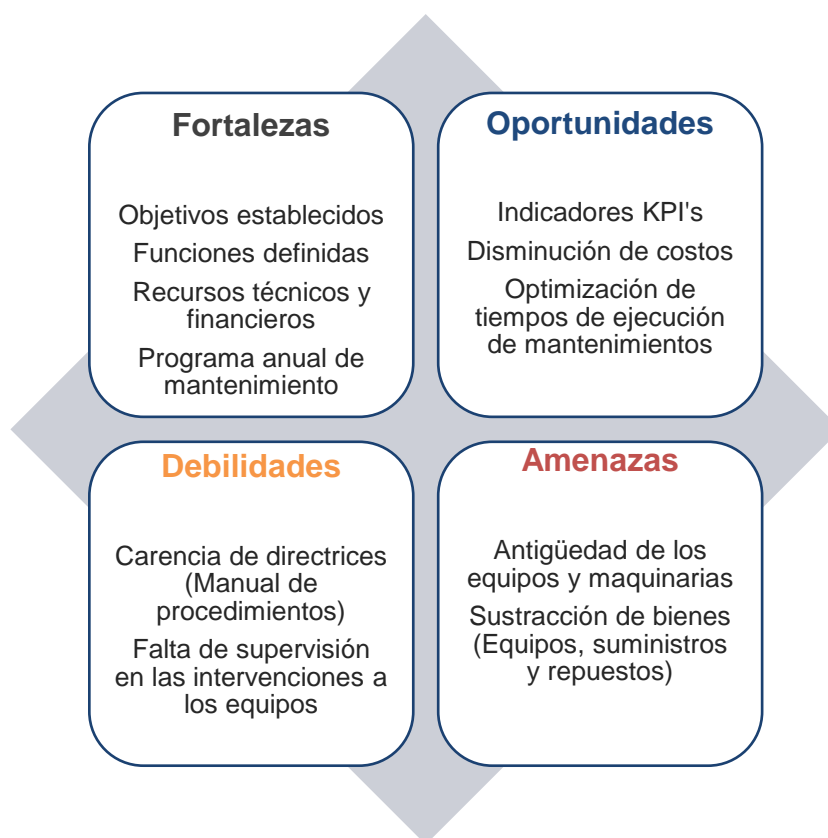 Fortalezas
Objetivos establecidos
Funciones definidas
Recursos técnicos y
financieros
Programa anual de
mantenimiento
Oportunidades
Indicadores KPI's
Disminución de costos
Optimización de
tiempos de ejecución
de mantenimientos
Debilidades
Carencia de directrices
(Manual de
procedimientos)
Falta de supervisión
en las intervenciones a
los equipos
Amenazas
Antigüedad de los
equipos y maquinarias
Sustracción de bienes
(Equipos, suministros
y repuestos)